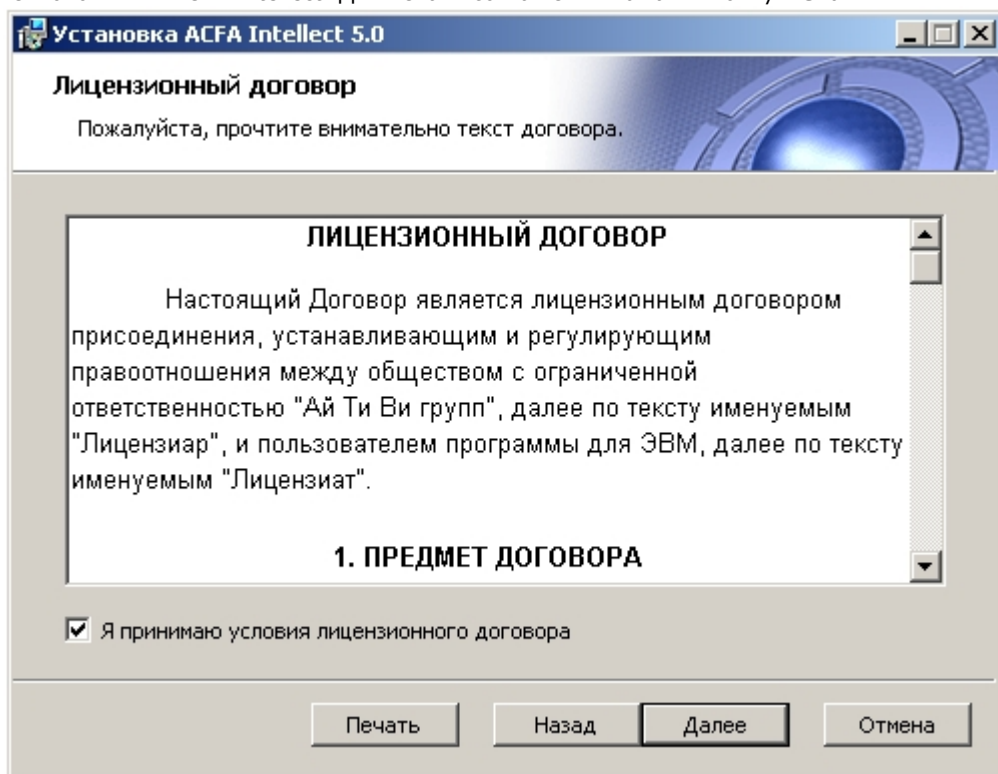 Установка ACFA Intellect 5.0
Лицензионный договор
Пожалуйста, прочтите внимательно текст договора.
ЛИЦЕНЗИОННЫЙ ДОГОВОР
Настоящий Договор является лицензионным договором
присоединения, устанавливающим и регулирующим
правоотношения между обществом с ограниченной
ответственностью "Ай Ти Ви групп", далее по тексту именуемым
"Лицензиар", и пользователем программы для ЭВМ, далее по тексту
именуемым "Лицензиат".
1. ПРЕДМЕТ ДОГОВОРА
Я принимаю условия лицензионного договора
Печать
Назад
Далее
Отмена